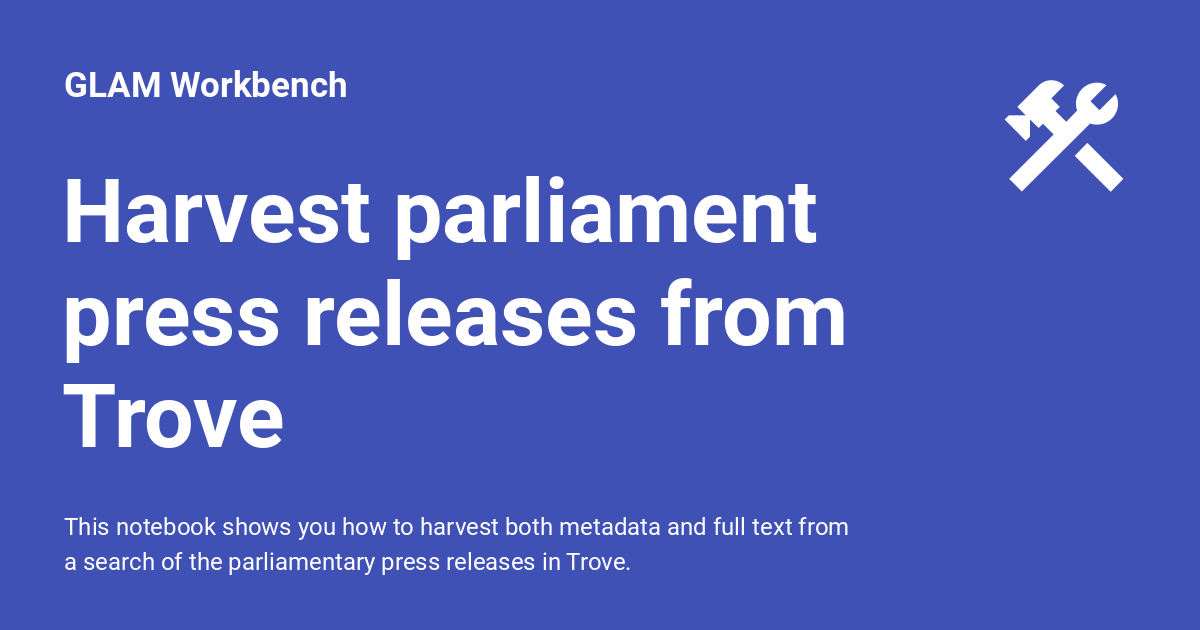 GLAM Workbench
Harvest parliament
press releases from
Trove
This notebook shows you how to harvest both metadata and full text from
a search of the parliamentary press releases in Trove.